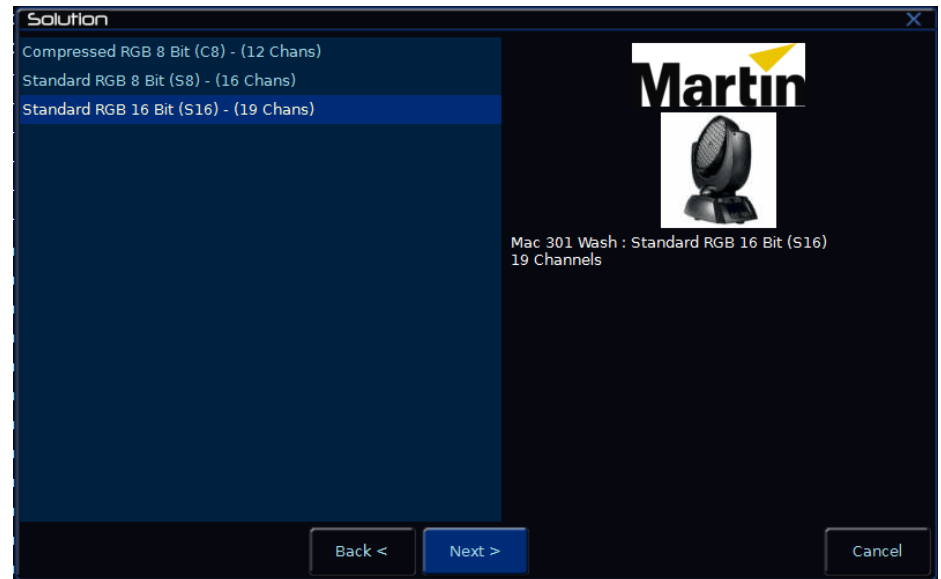 Solution
Compressed RGB 8 Bit (C8) - (12 Chans)
Standard RGB 8 Bit (S8) - (16 Chans)
Standard RGB 16 Bit (S16) - (19 Chans)
Martin
Mac 301 Wash : Standard RGB 16 Bit (S16)
19 Channels
Back <
Next >
Cancel